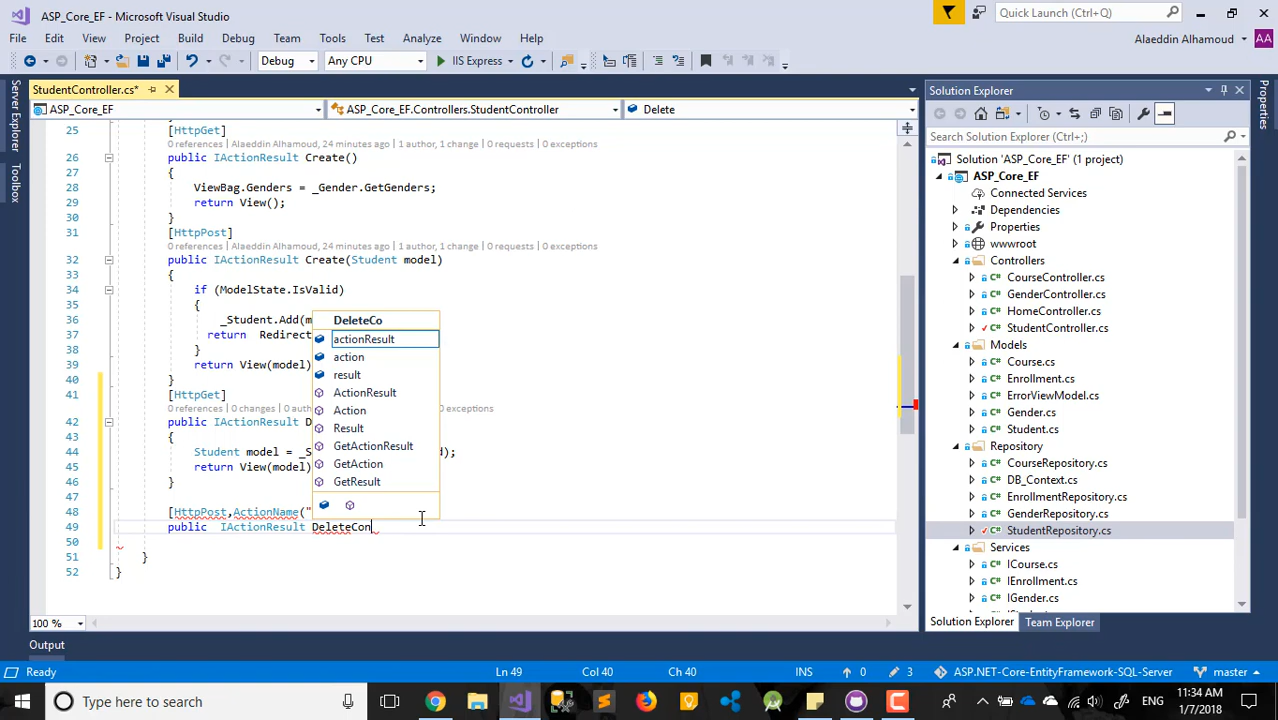 ASP_Core_EF - Microsoft Visual Studio
Quick Launch (Ctrl+Q)
File Edit View Project Build Debug Team Tools Test Analyze Window Help
Alaeddin Alhamoud AA
Debug Any CPU IIS Express
StudentController.cs*
ASP_Core_EF ASP_Core_EF.Controllers.StudentController Delete
Server Explorer
Toolbox
25 [HttpGet]
0 references | Alaeddin Alhamoud, 24 minutes ago | 1 author, 1 change | 0 requests | 0 exceptions
26 public IActionResult Create()
27 {
28 ViewBag.Genders = _Gender.GetGenders;
29 return View();
30 }
31 [HttpPost]
0 references | Alaeddin Alhamoud, 24 minutes ago | 1 author, 1 change | 0 requests | 0 exceptions
32 public IActionResult Create(Student model)
33 {
34 if (ModelState.IsValid)
35 {
36 _Student.Add(m
37 return Redirect
38 }
39 return View(model)
40 }
41 [HttpGet]
0 references | 0 changes | 0 auth exceptions
42 public IActionResult D
43 {
44 Student model = _S d);
45 return View(model)
46 }
47
48 [HttpPost,ActionName("
49 public IActionResult DeleteCon
50
51 }
52 }
DeleteCo
actionResult
action
result
ActionResult
Action
Result
GetActionResult
GetAction
GetResult
100 %
Output
Solution Explorer
Search Solution Explorer (Ctrl+;)
Solution 'ASP_Core_EF' (1 project)
ASP_Core_EF
Connected Services
Dependencies
Properties
wwwroot
Controllers
C# CourseController.cs
C# GenderController.cs
C# HomeController.cs
C# StudentController.cs
Models
C# Course.cs
C# Enrollment.cs
C# ErrorViewModel.cs
C# Gender.cs
C# Student.cs
Repository
C# CourseRepository.cs
C# DB_Context.cs
C# EnrollmentRepository.cs
C# GenderRepository.cs
C# StudentRepository.cs
Services
C# ICourse.cs
C# IEnrollment.cs
C# IGender.cs
Solution Explorer Team Explorer
Properties
Ready Ln 49 Col 40 Ch 40 INS 0 3 ASP.NET-Core-EntityFramework-SQL-Server master
Type here to search
ENG
11:34 AM
1/7/2018